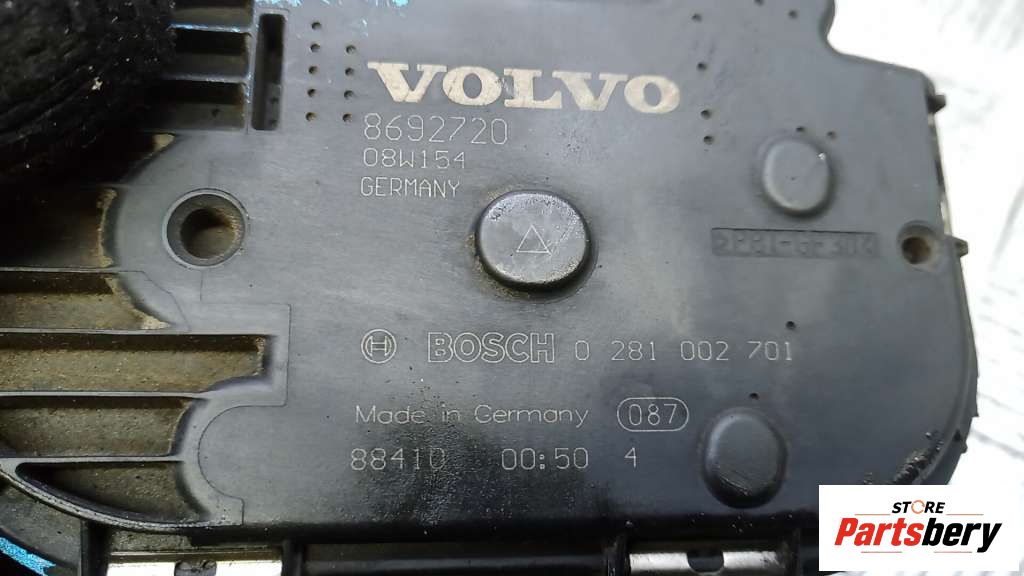 VOLVO
8692720
08W154
GERMANY
BOSCH 0 281 002 701
Made in Germany 087
88410 00:50 4
STORE
Partsbery